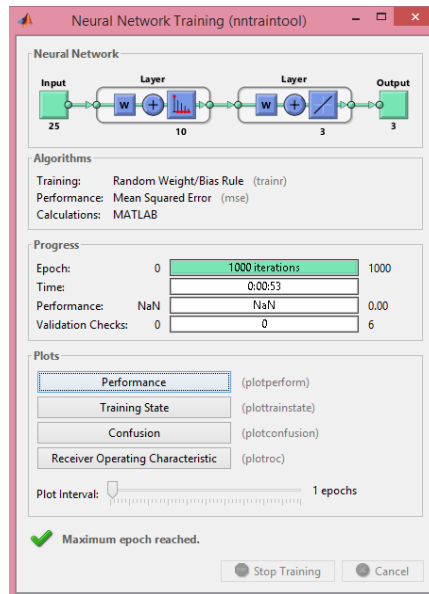 Neural Network Training (nntraintool)
Neural Network
Input Layer Layer Output
W W
25 10 3 3
Algorithms
Training: Random Weight/Bias Rule (trainr)
Performance: Mean Squared Error (mse)
Calculations: MATLAB
Progress
Epoch: 0 1000 iterations 1000
Time: 0:00:53
Performance: NaN NaN 0.00
Validation Checks: 0 0 6
Plots
Performance (plotperform)
Training State (plottrainstate)
Confusion (plotconfusion)
Receiver Operating Characteristic (plotroc)
Plot Interval: 1 epochs
Maximum epoch reached.
Stop Training Cancel